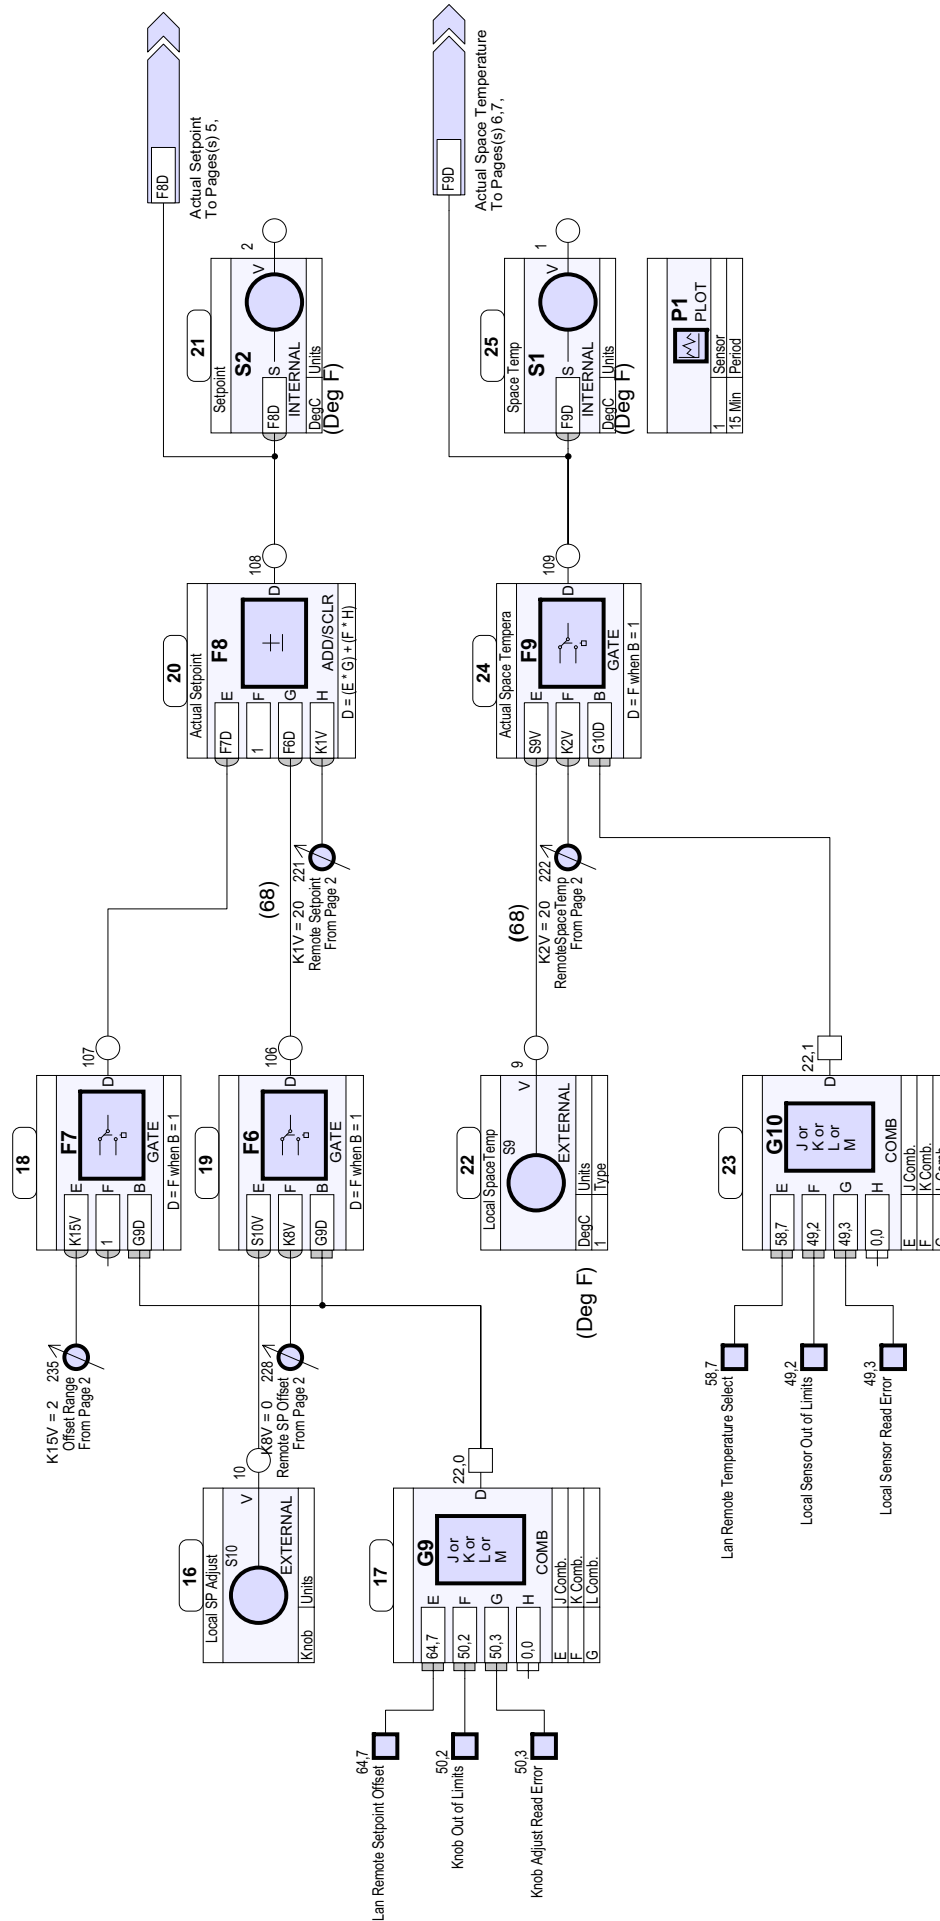 64,7
Lan Remote Setpoint Offset
50,2
Knob Out of Limits
50,3
Knob Adjust Read Error
16
Local SP Adjust
S10
V
10
EXTERNAL
Knob
Units
17
G9
64,7
E
50,2
F
50,3
G
0,0
H
J or
K or
L or
M
COMB
D
22,0
E
J Comb.
F
K Comb.
G
L Comb.
K15V = 2
235
Offset Range
From Page 2
K8V = 0
228
Remote SP Offset
From Page 2
18
F7
K15V
E
1
F
G9D
B
GATE
D
107
D = F when B = 1
19
F6
S10V
E
K8V
F
G9D
B
GATE
D
106
D = F when B = 1
(68)
K1V = 20
221
Remote Setpoint
From Page 2
20
Actual Setpoint
F8
F7D
E
1
F
F6D
G
K1V
H
ADD/SCLR
D
108
D = (E * G) + (F * H)
21
Setpoint
S2
F8D
S
V
2
INTERNAL
DegC
Units
(Deg F)
F8D
Actual Setpoint
To Pages(s) 5,
22
Local SpaceTemp
S9
V
9
EXTERNAL
DegC
Units
1
Type
(Deg F)
(68)
K2V = 20
222
RemoteSpaceTemp
From Page 2
58,7
Lan Remote Temperature Select
49,2
Local Sensor Out of Limits
49,3
Local Sensor Read Error
23
G10
58,7
E
49,2
F
49,3
G
0,0
H
J or
K or
L or
M
COMB
D
22,1
E
J Comb.
F
K Comb.
24
Actual Space Tempera
F9
S9V
E
K2V
F
G10D
B
GATE
D
109
D = F when B = 1
25
Space Temp
S1
F9D
S
V
1
INTERNAL
DegC
Units
(Deg F)
F9D
Actual Space Temperature
To Pages(s) 6,7,
P1
PLOT
1
Sensor
15 Min
Period